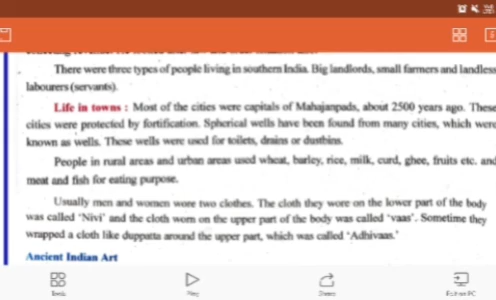 There were three types of people living in southern India. Big landlords, small farmers and landless
labourers (servants).
Life in towns : Most of the cities were capitals of Mahajanpads, about 2500 years ago. These
cities were protected by fortification. Spherical wells have been found from many cities, which were
known as wells. These wells were used for toilets, drains or dustbins.
People in rural areas and urban areas used wheat, barley, rice, milk, curd, ghee, fruits etc. and
meat and fish for eating purpose.
Usually men and women wore two clothes. The cloth they wore on the lower part of the body
was called 'Nivi' and the cloth worn on the upper part of the body was called 'vaas'. Sometime they
wrapped a cloth like duppatta around the upper part, which was called 'Adhivaas.'
Ancient Indian Art
Tools
Play
Share
Edit on PC